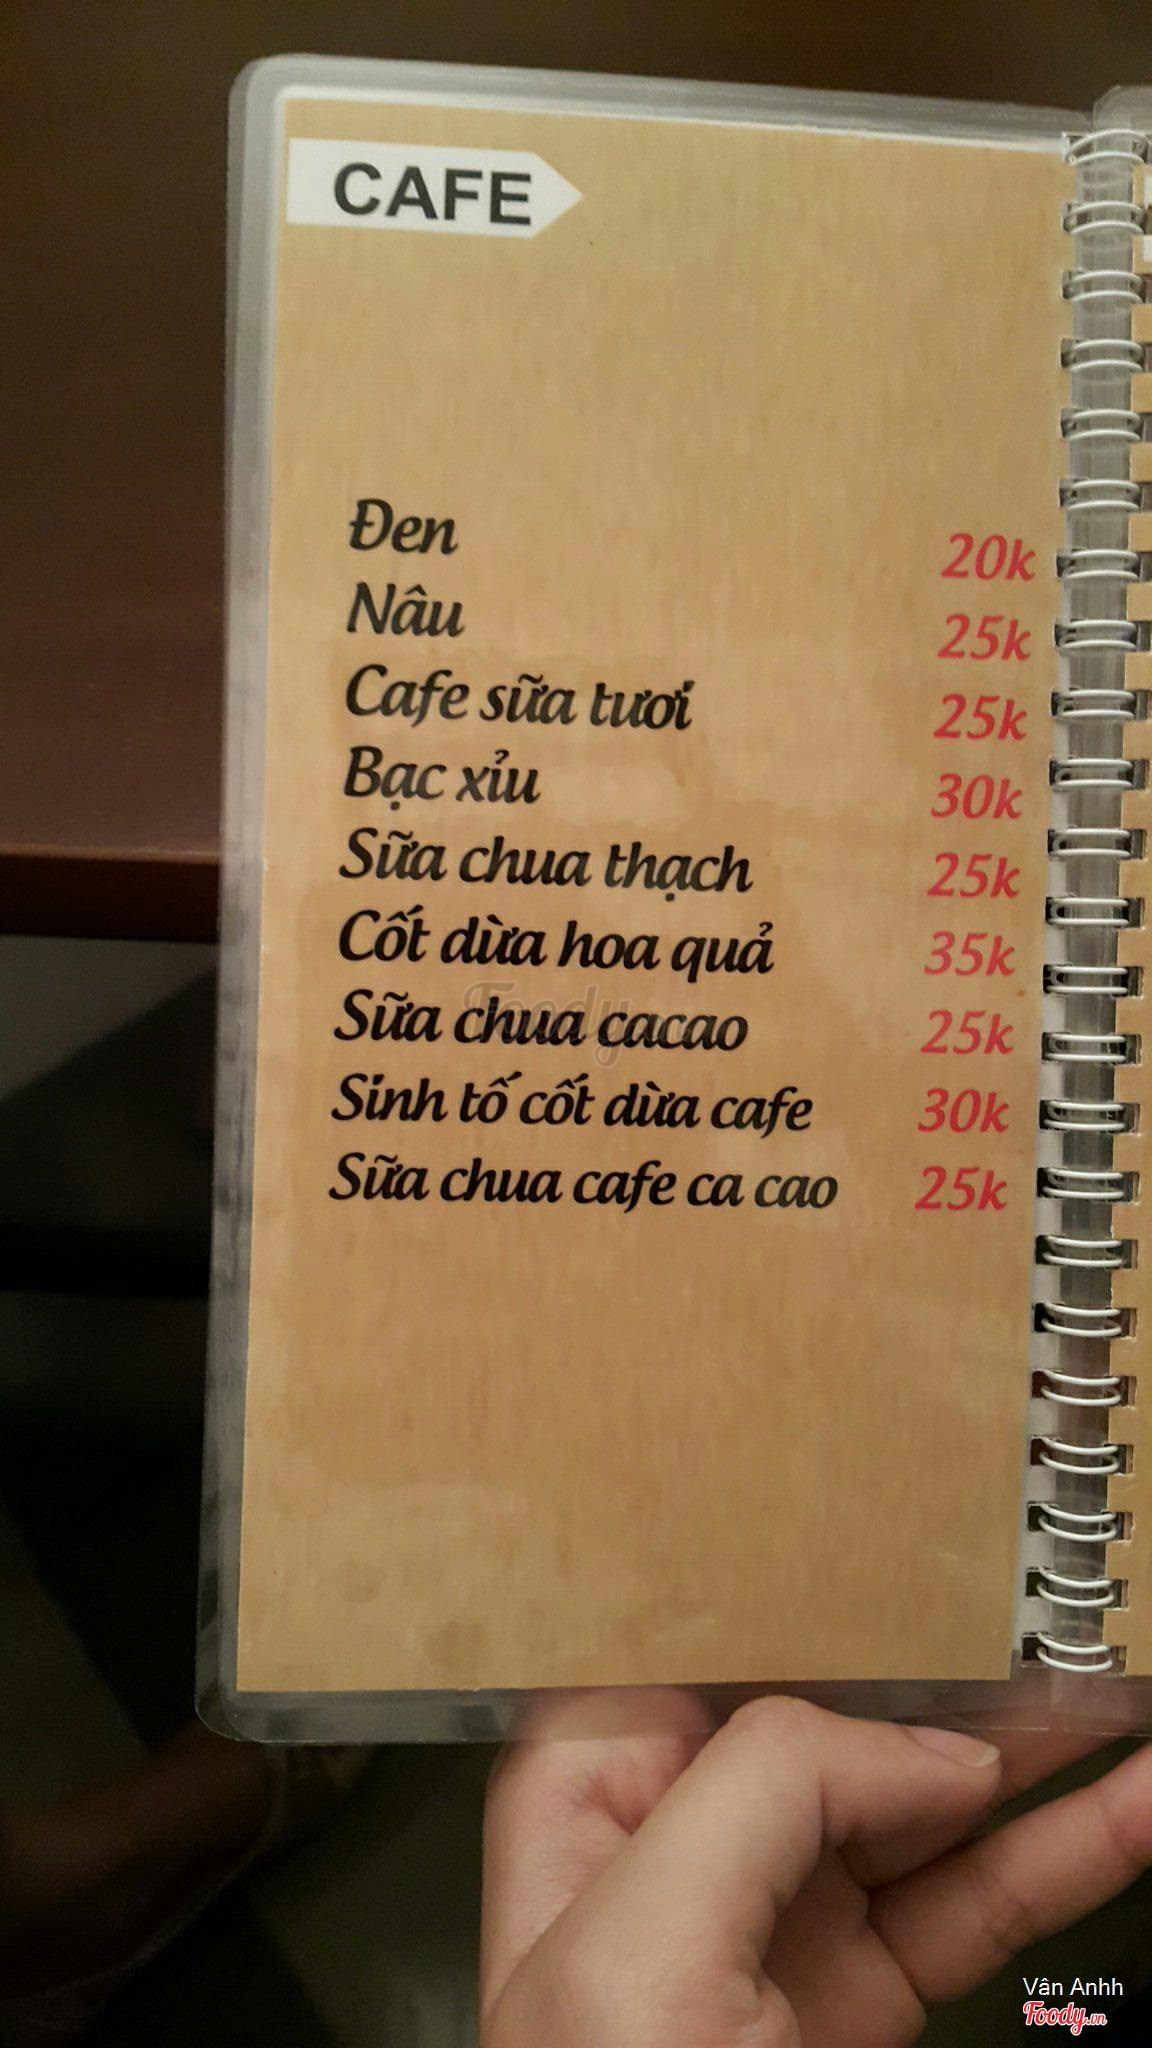 CAFE
Đen 20k
Nâu 25k
Cafe sữa tươi 25k
Bạc xỉu 30k
Sữa chua thạch 25k
Cốt dừa hoa quả 35k
Sữa chua cacao 25k
Sinh tố cốt dừa cafe 30k
Sữa chua cafe ca cao 25k
Foody
Vân Anhh
Foody.vn